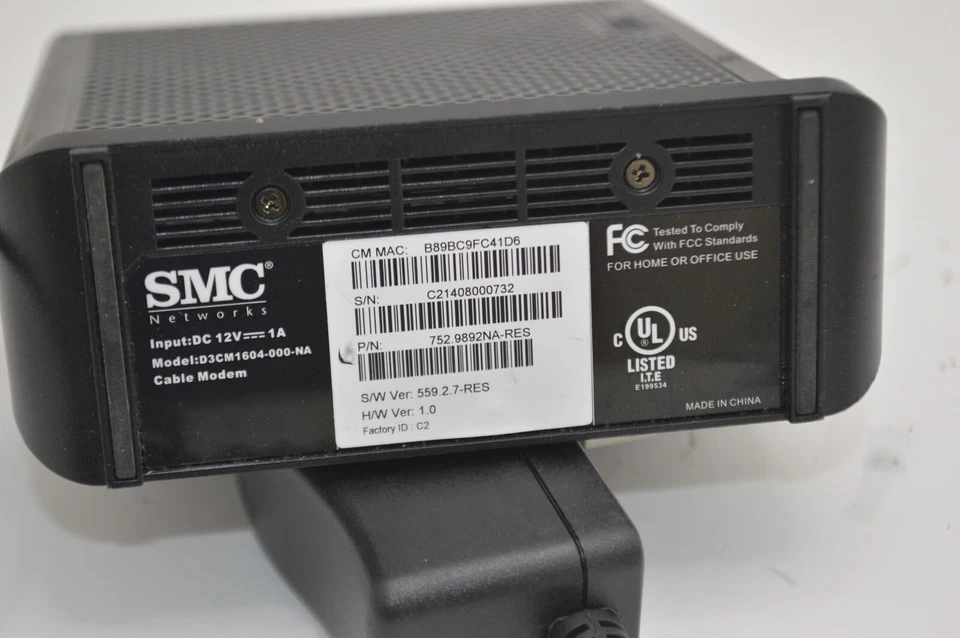 SMC®
Networks
Input:DC 12V⎓1A
Model:D3CM1604-000-NA
Cable Modem
CM MAC: B89BC9FC41D6
S/N: C21408000732
P/N: 752.9892NA-RES
S/W Ver: 559.2.7-RES
H/W Ver: 1.0
Factory ID : C2
FC Tested To Comply
With FCC Standards
FOR HOME OR OFFICE USE
C UL® US
LISTED
I.T.E
E199534
MADE IN CHINA